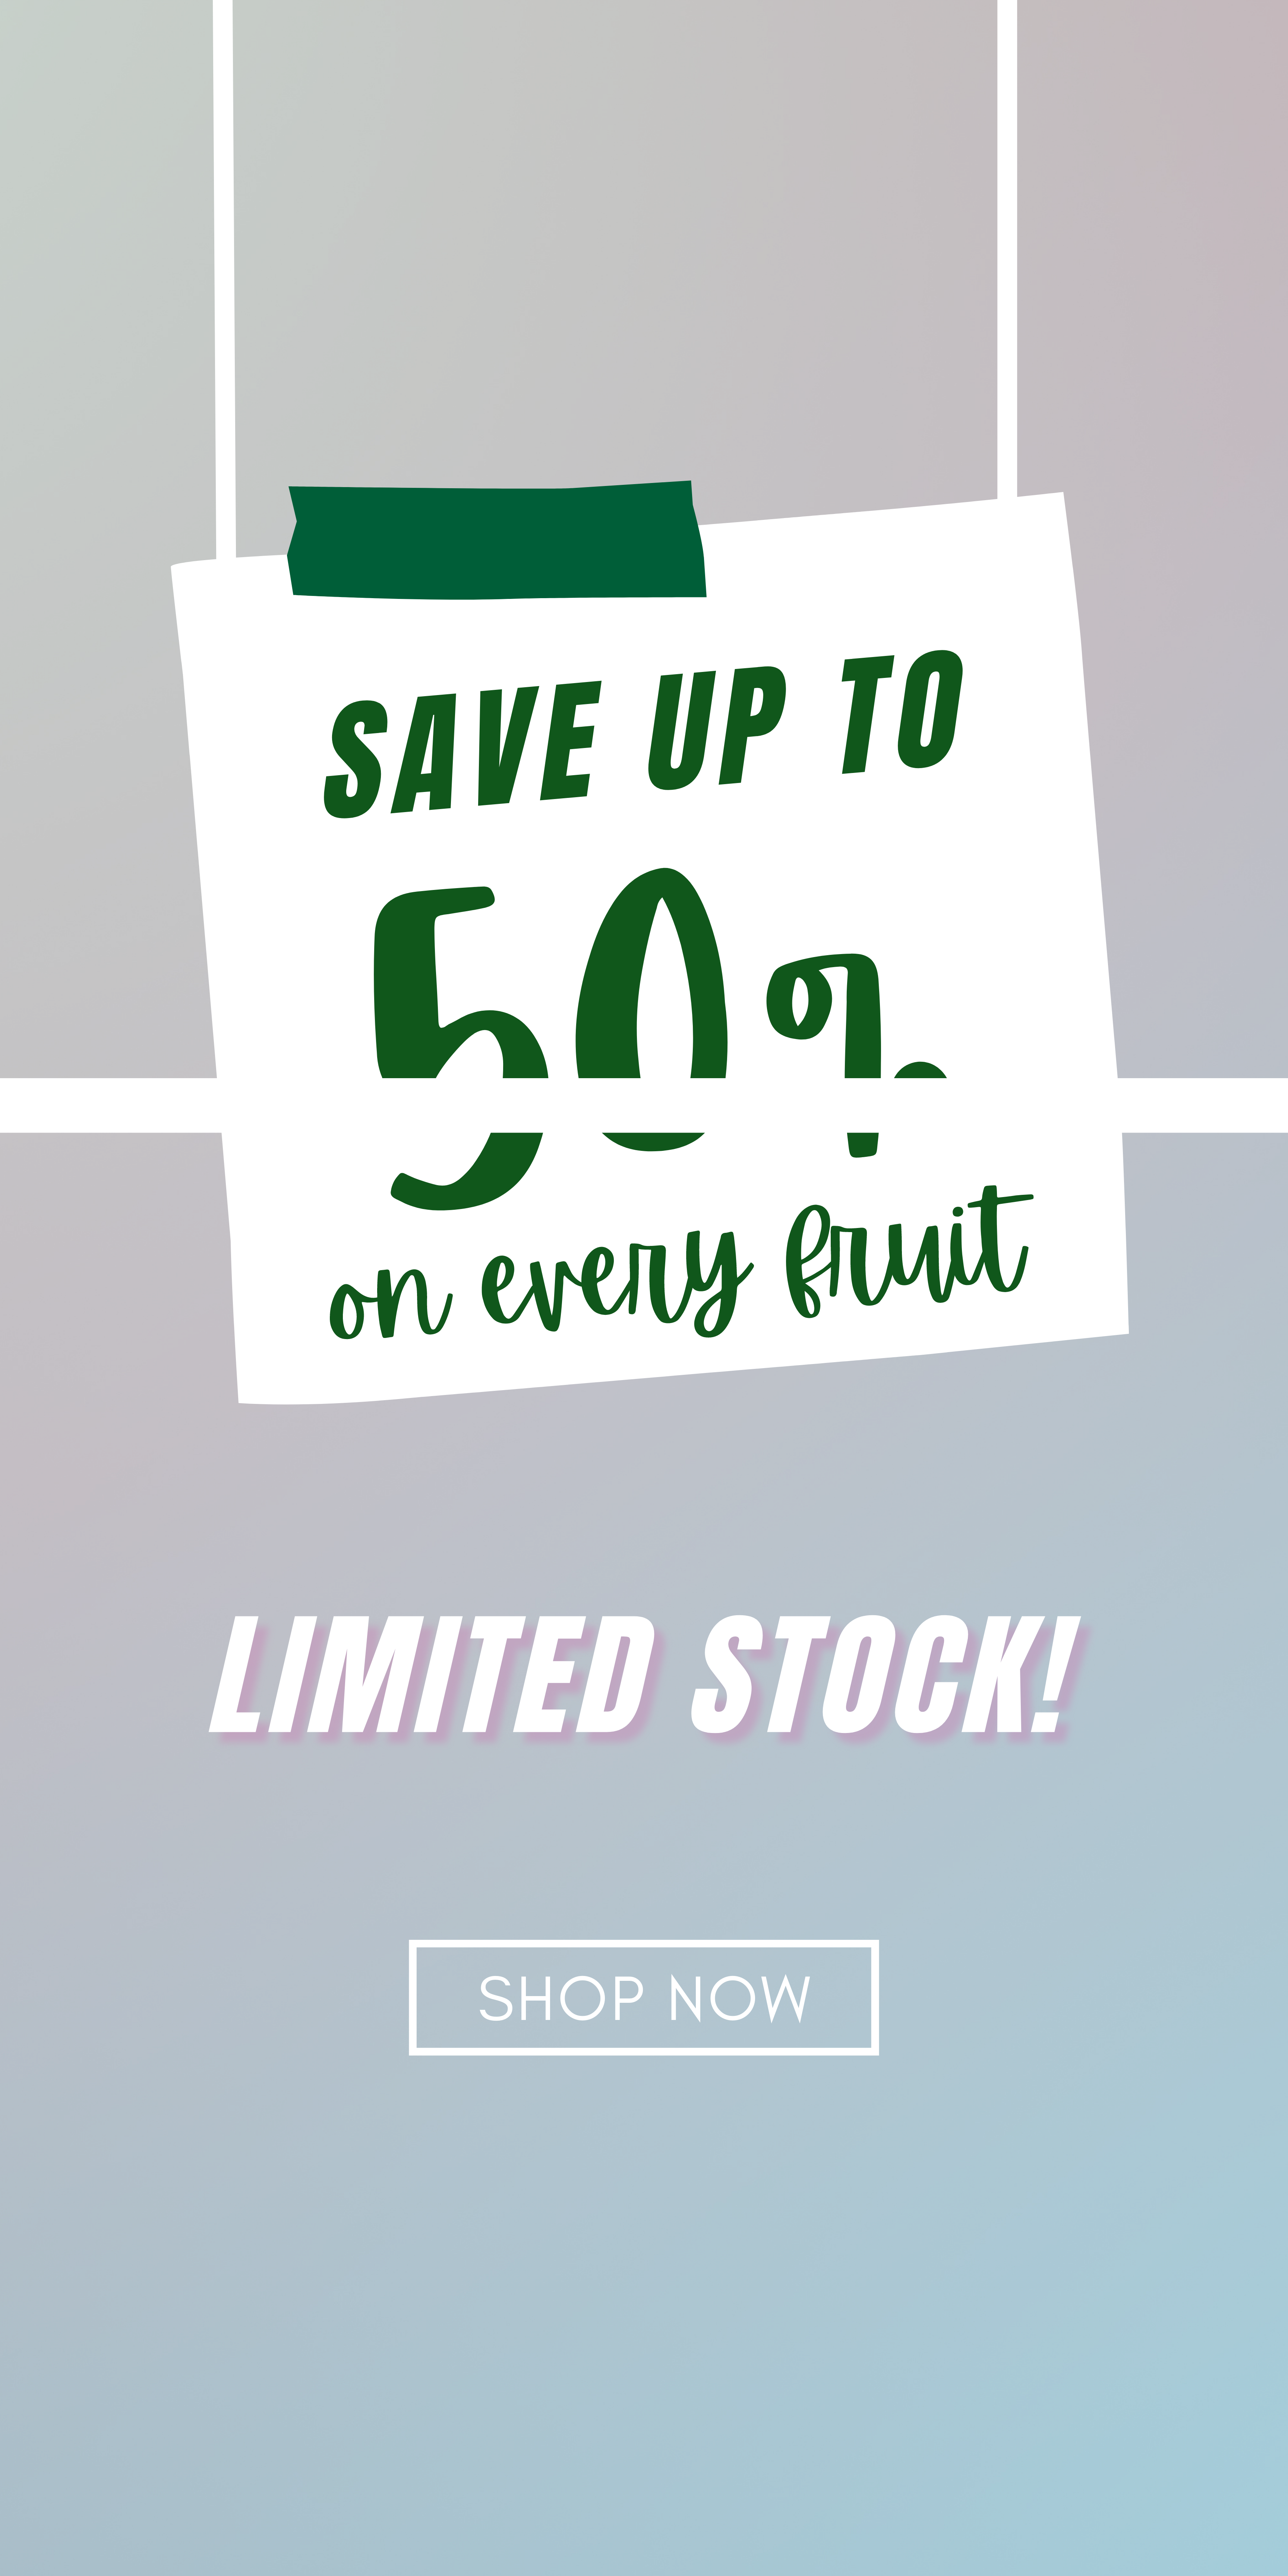 SAVE UP TO
50%
on every fruit
LIMITED STOCK!
SHOP NOW